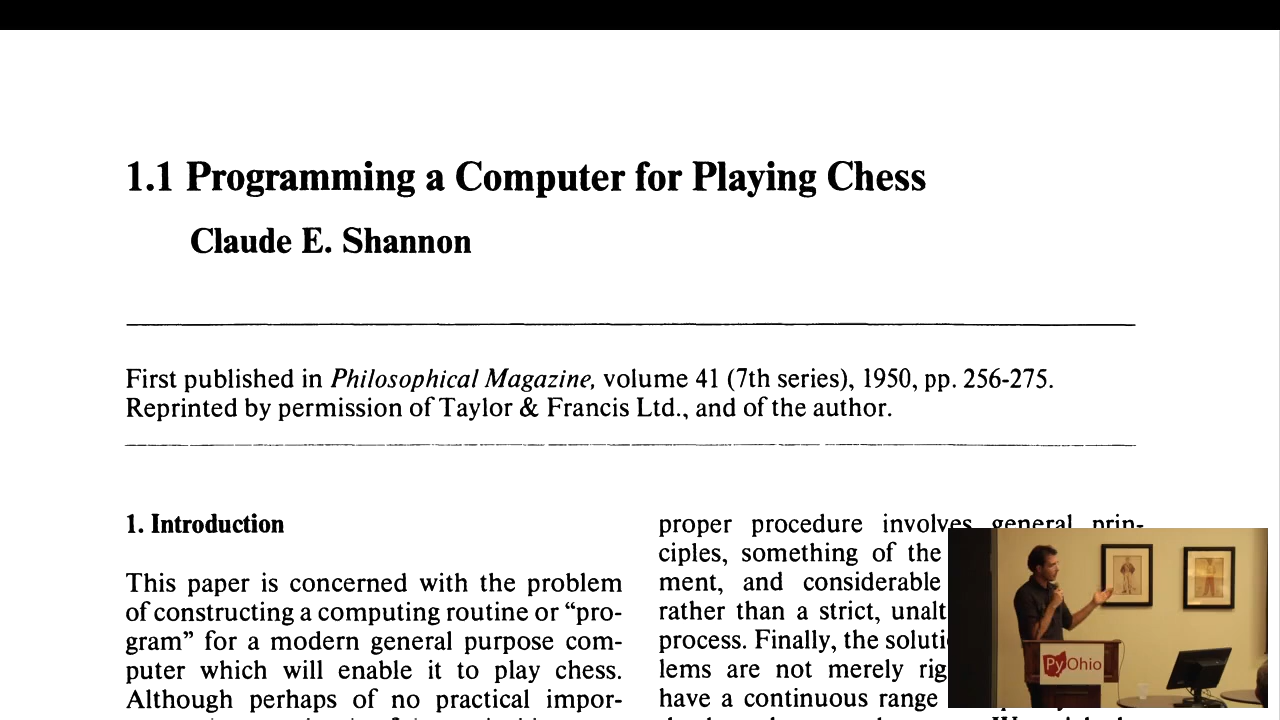 1.1 Programming a Computer for Playing Chess
Claude E. Shannon
First published in Philosophical Magazine, volume 41 (7th series), 1950, pp. 256-275.
Reprinted by permission of Taylor & Francis Ltd., and of the author.
1. Introduction
This paper is concerned with the problem
of constructing a computing routine or “pro-
gram” for a modern general purpose com-
puter which will enable it to play chess.
Although perhaps of no practical impor-
proper procedure involves general prin-
ciples, something of the
ment, and considerable
rather than a strict, unalt
process. Finally, the soluti
lems are not merely rig
have a continuous range
PyOhio